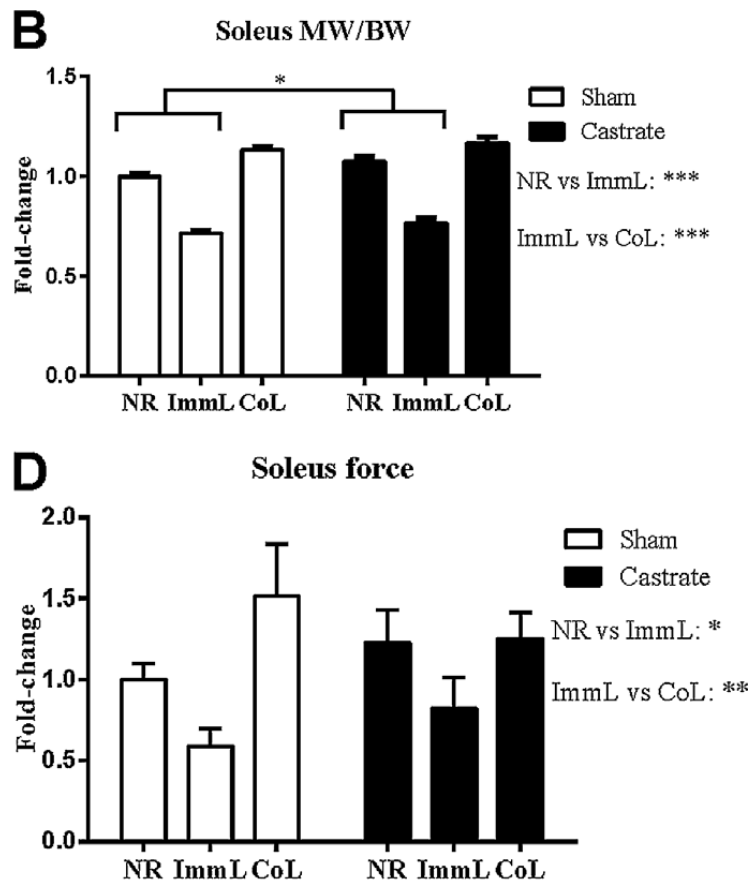 B
Soleus MW/BW
Fold-change
1.5
1.0
0.5
0.0
*
Sham
Castrate
NR vs ImmL: ***
ImmL vs CoL: ***
NR ImmL CoL
NR ImmL CoL
D
Soleus force
Fold-change
2.0
1.5
1.0
0.5
0.0
Sham
Castrate
NR vs ImmL: *
ImmL vs CoL: **
NR ImmL CoL
NR ImmL CoL